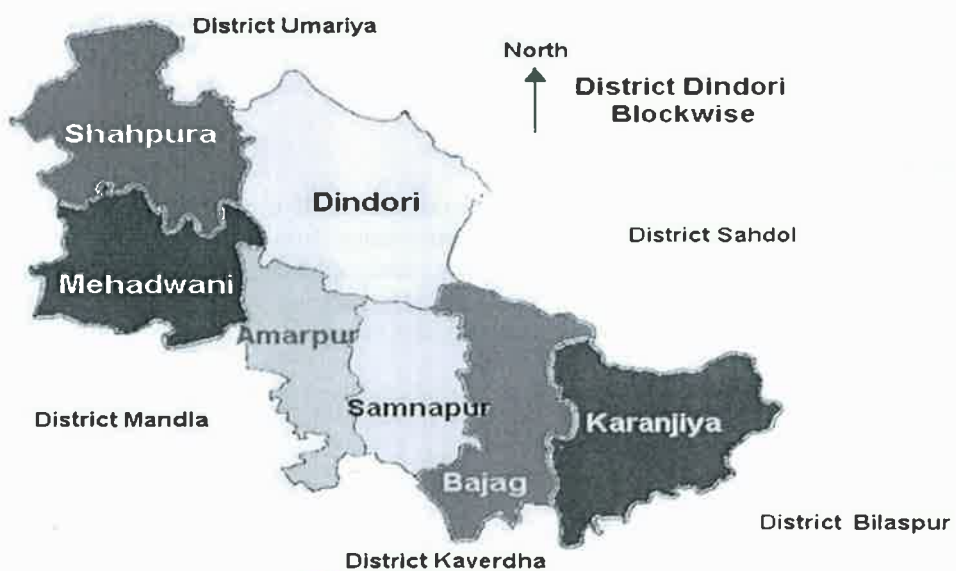 District Umariya
North
District Dindori
Blockwise
Shahpura
Dindori
District Sahdol
Mehadwani
Amarpur
Samnapur
District Mandla
Karanjiya
Bajag
District Bilaspur
District Kaverdha